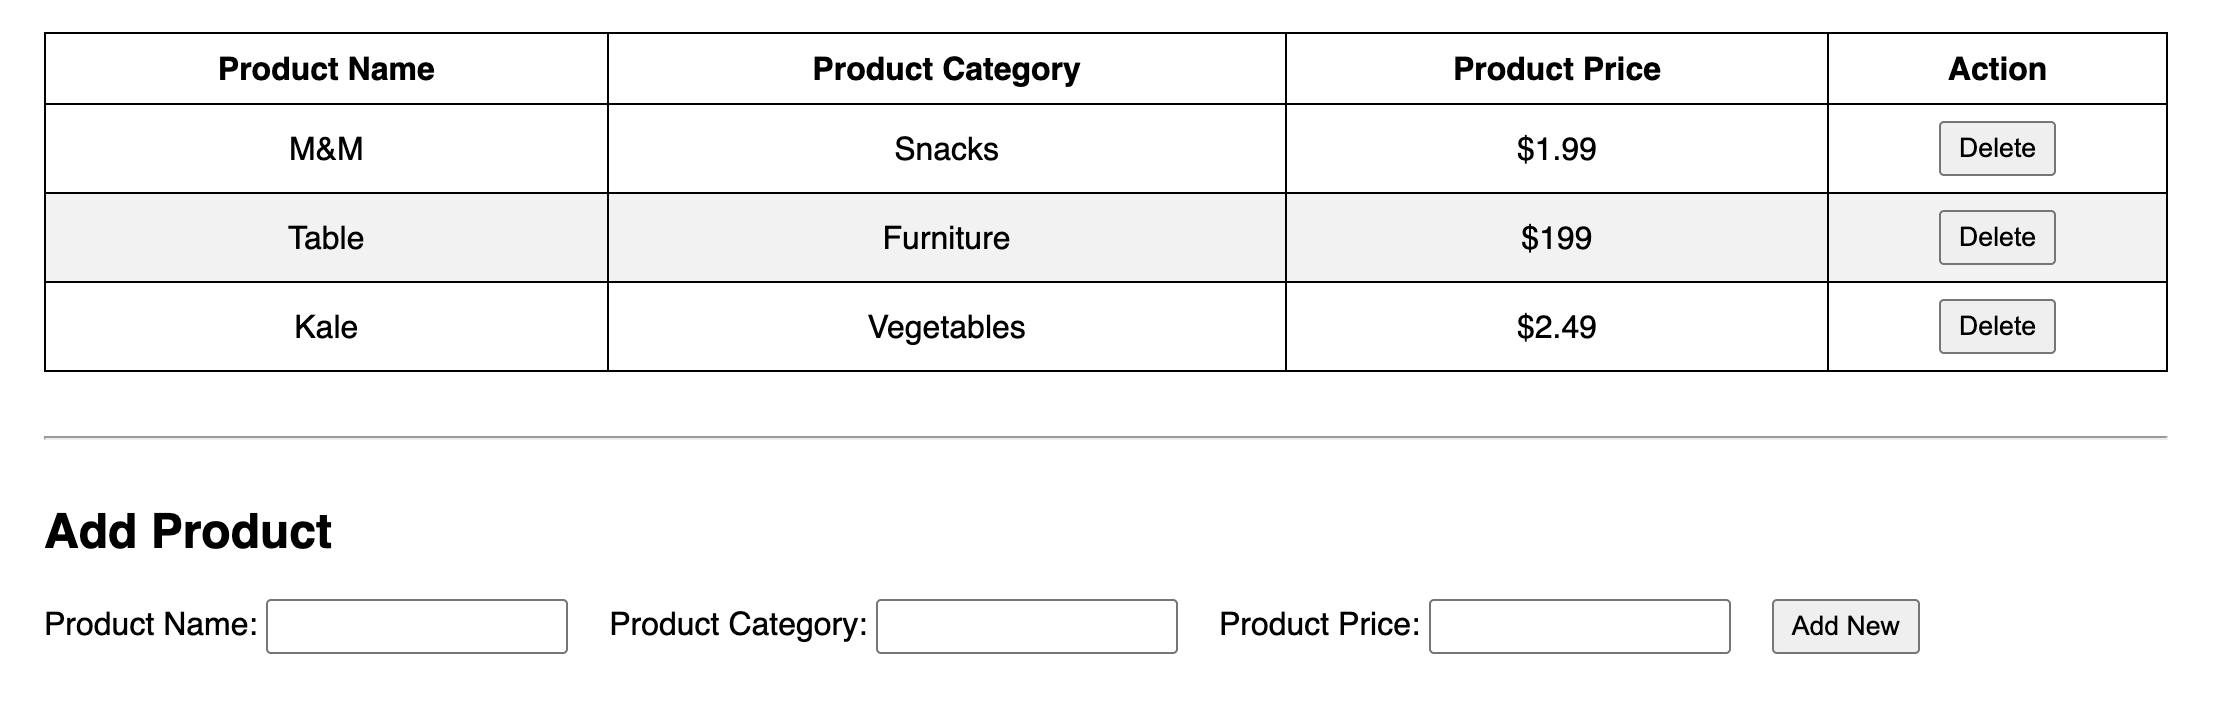 Product Name Product Category Product Price Action
M&M Snacks $1.99 Delete
Table Furniture $199 Delete
Kale Vegetables $2.49 Delete
Add Product
Product Name: Product Category: Product Price: Add New